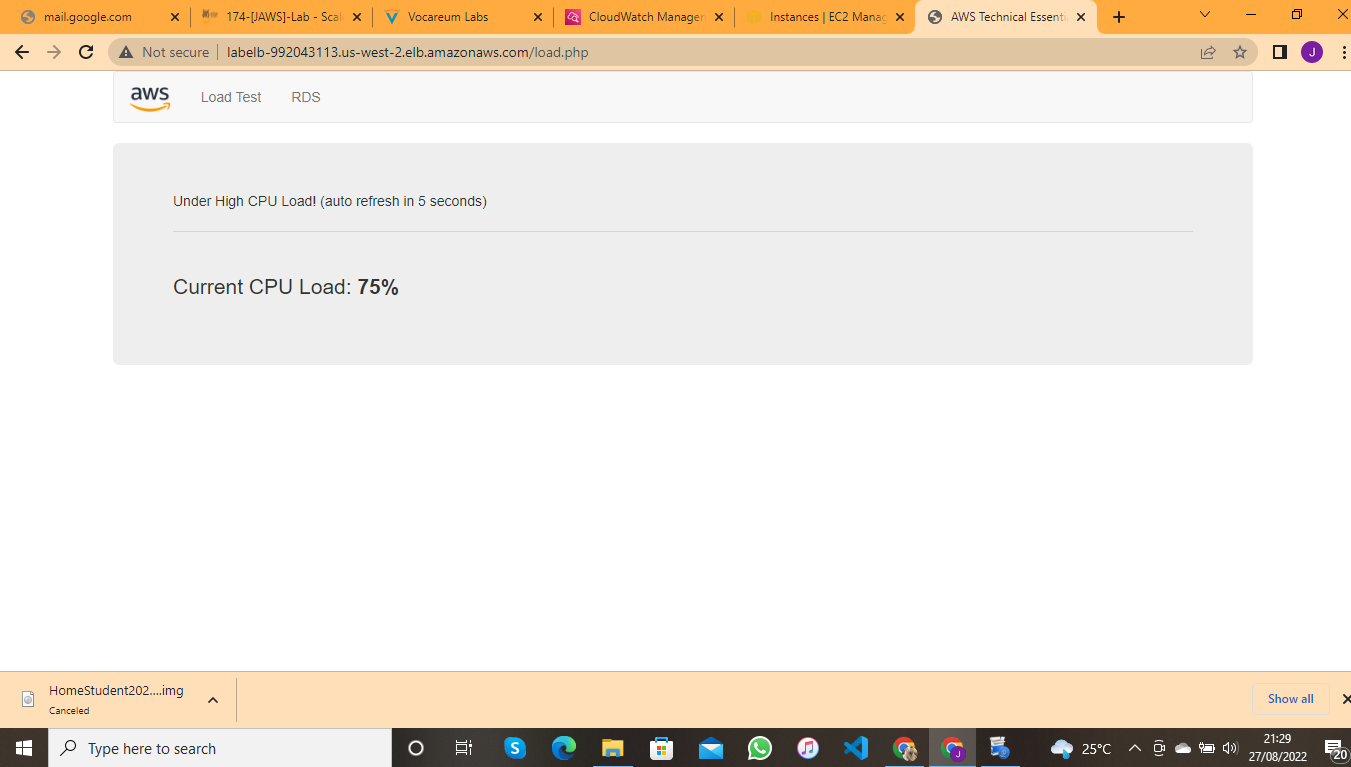 mail.google.com
174-[JAWS]-Lab - Scal
Vocareum Labs
CloudWatch Managem
Instances | EC2 Manag
AWS Technical Essenti
Not secure
labelb-992043113.us-west-2.elb.amazonaws.com/load.php
J
aws
Load Test
RDS
Under High CPU Load! (auto refresh in 5 seconds)
Current CPU Load: 75%
HomeStudent202....img
Canceled
Show all
Type here to search
S
J
25°C
21:29
27/08/2022
20